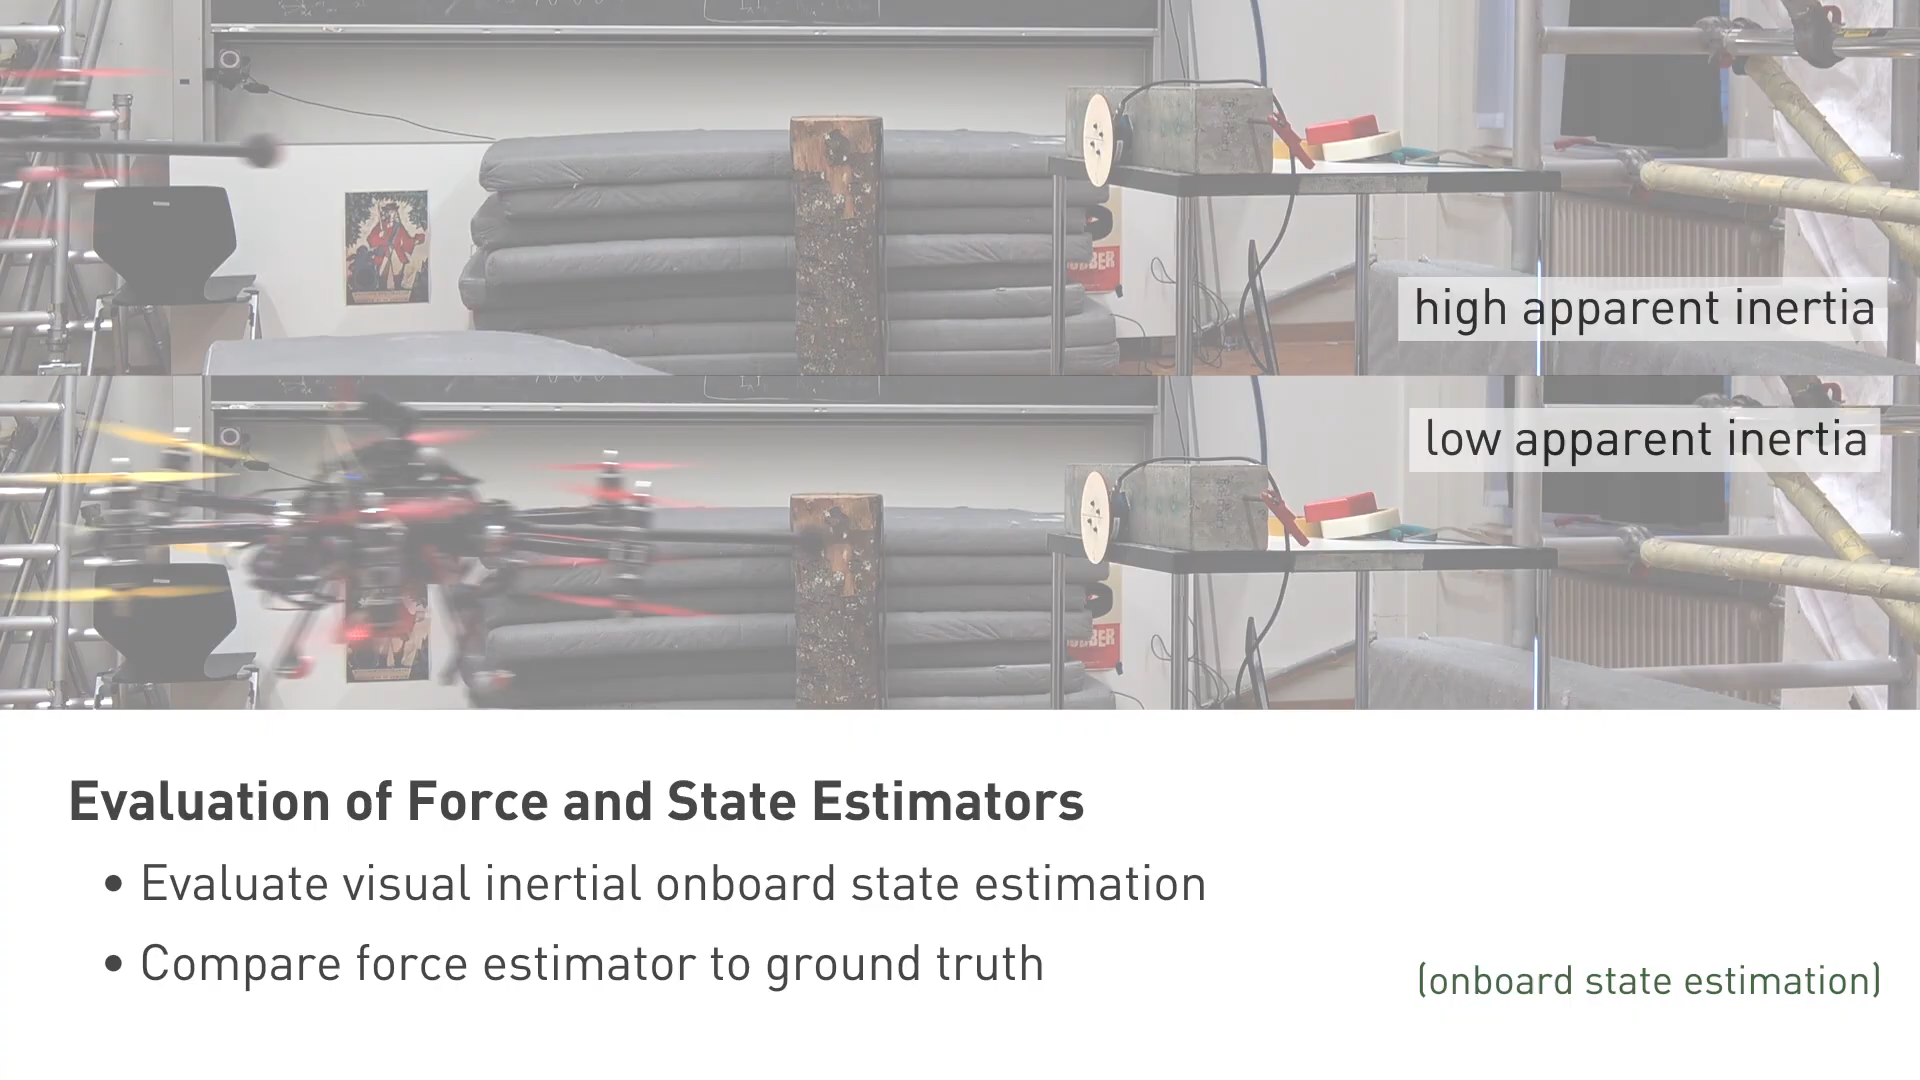 high apparent inertia
low apparent inertia
Evaluation of Force and State Estimators
• Evaluate visual inertial onboard state estimation
• Compare force estimator to ground truth
(onboard state estimation)